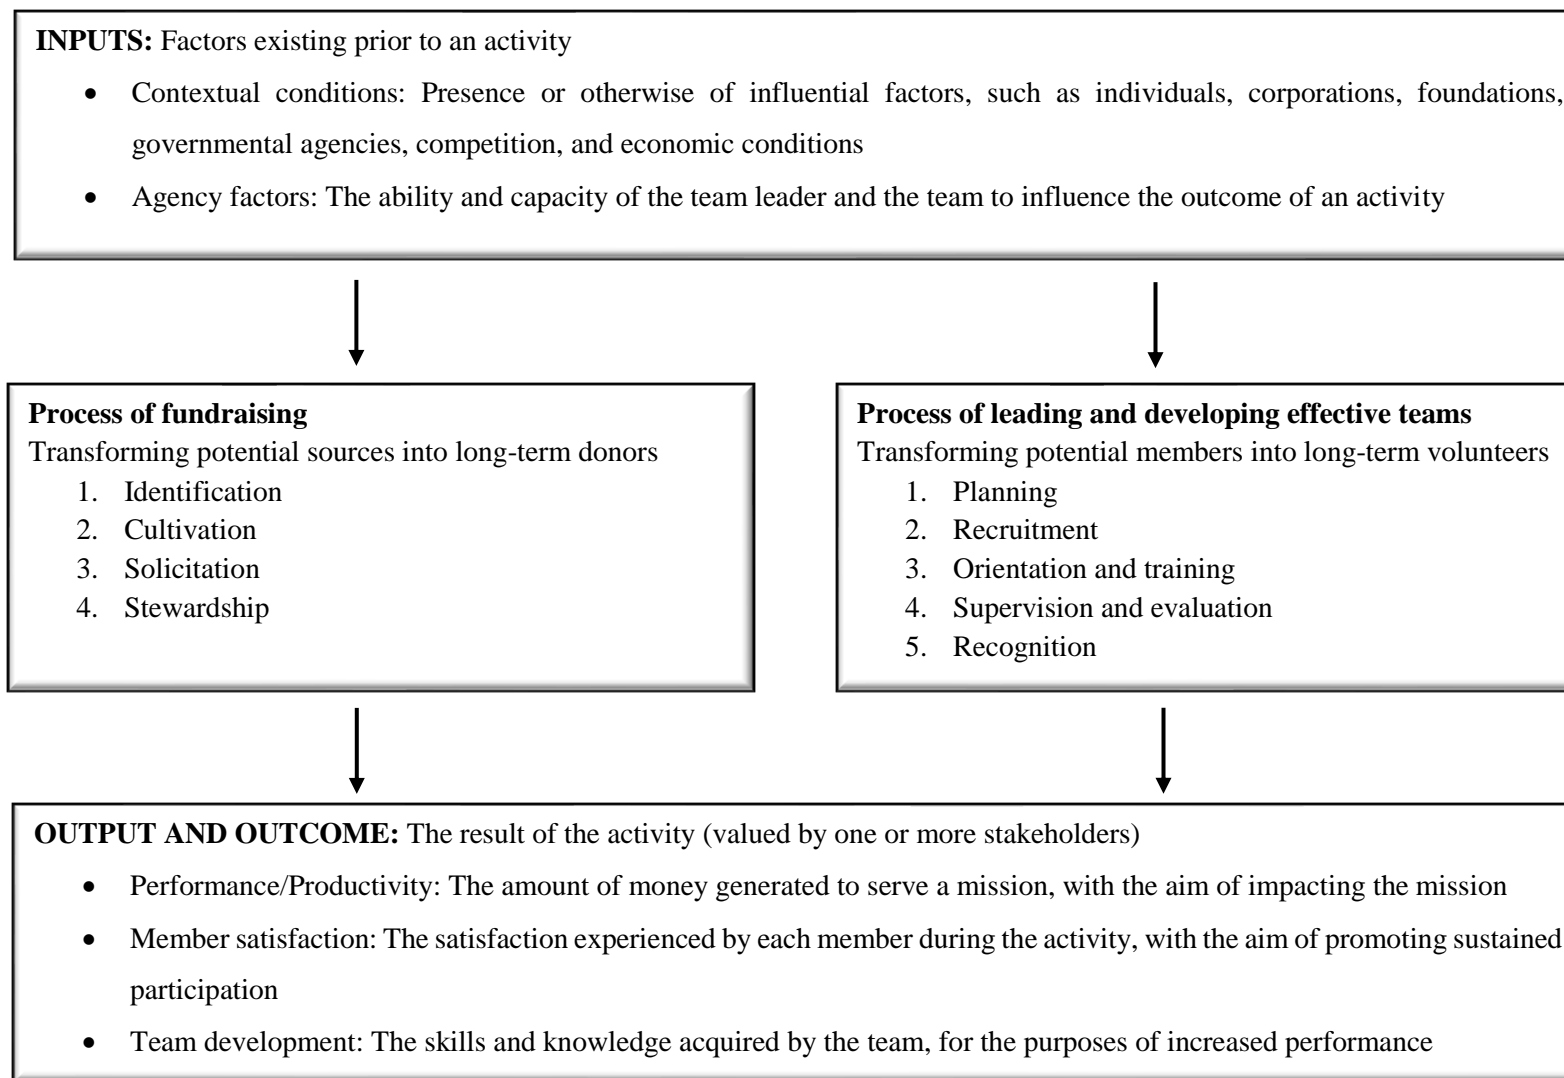 INPUTS: Factors existing prior to an activity
• Contextual conditions: Presence or otherwise of influential factors, such as individuals, corporations, foundations,
governmental agencies, competition, and economic conditions
• Agency factors: The ability and capacity of the team leader and the team to influence the outcome of an activity
Process of fundraising
Transforming potential sources into long-term donors
1. Identification
2. Cultivation
3. Solicitation
4. Stewardship
Process of leading and developing effective teams
Transforming potential members into long-term volunteers
1. Planning
2. Recruitment
3. Orientation and training
4. Supervision and evaluation
5. Recognition
OUTPUT AND OUTCOME: The result of the activity (valued by one or more stakeholders)
• Performance/Productivity: The amount of money generated to serve a mission, with the aim of impacting the mission
• Member satisfaction: The satisfaction experienced by each member during the activity, with the aim of promoting sustained
participation
• Team development: The skills and knowledge acquired by the team, for the purposes of increased performance